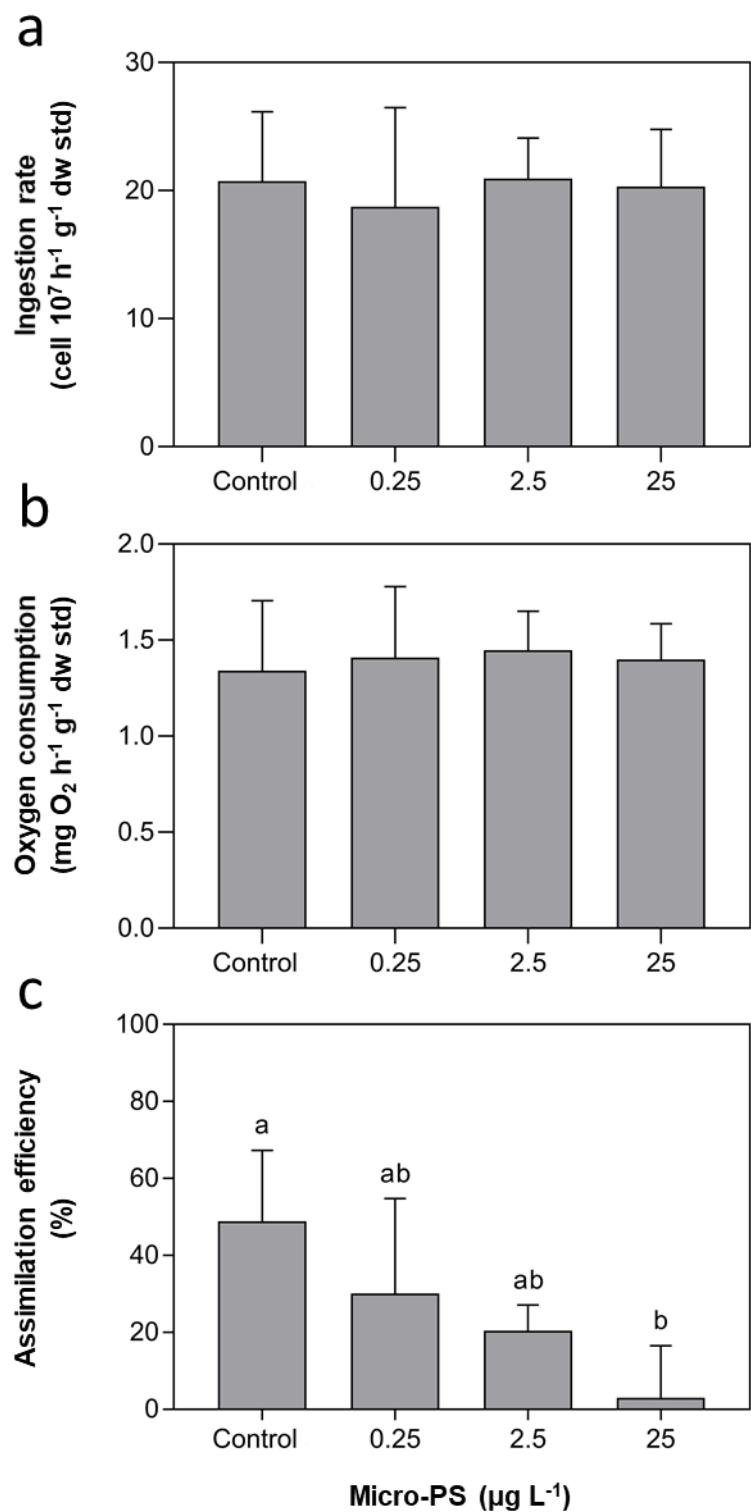 a
Ingestion rate
(cell 10⁷ h⁻¹ g⁻¹ dw std)
30
20
10
0
Control 0.25 2.5 25
b
Oxygen consumption
(mg O₂ h⁻¹ g⁻¹ dw std)
2.0
1.5
1.0
0.5
0.0
Control 0.25 2.5 25
c
Assimilation efficiency
(%)
100
80
60
40
20
0
a
ab
ab
b
Control 0.25 2.5 25
Micro-PS (µg L⁻¹)